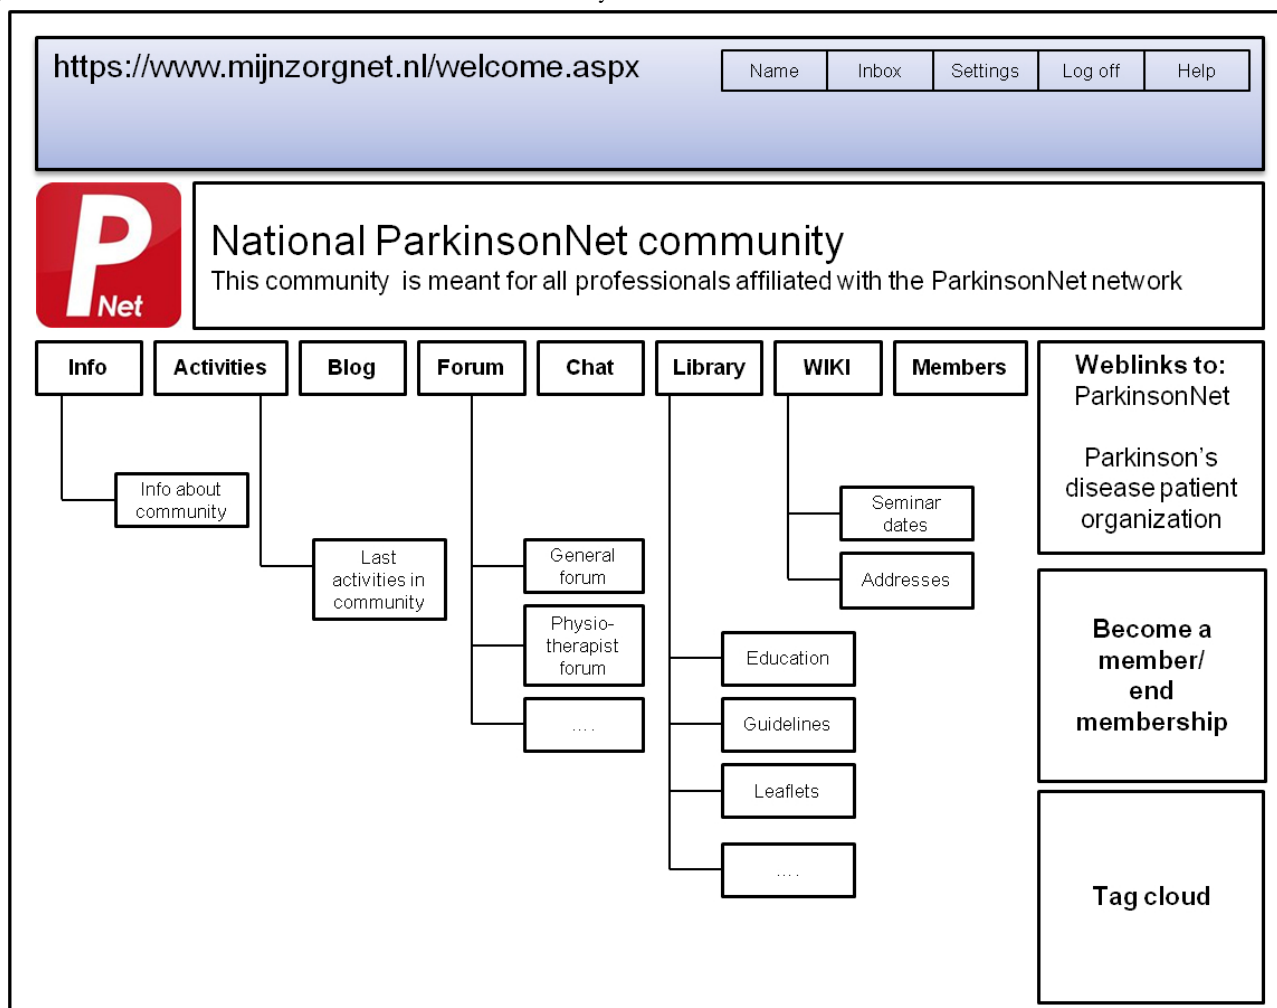 https://www.mijnzorgnet.nl/welcome.aspx
Name
Inbox
Settings
Log off
Help
P
Net
National ParkinsonNet community
This community is meant for all professionals affiliated with the ParkinsonNet network
Info
Activities
Blog
Forum
Chat
Library
WIKI
Members
Info about
community
Last
activities in
community
General
forum
Physio-
therapist
forum
....
Education
Guidelines
Leaflets
....
Seminar
dates
Addresses
Weblinks to:
ParkinsonNet
Parkinson's
disease patient
organization
Become a
member/
end
membership
Tag cloud